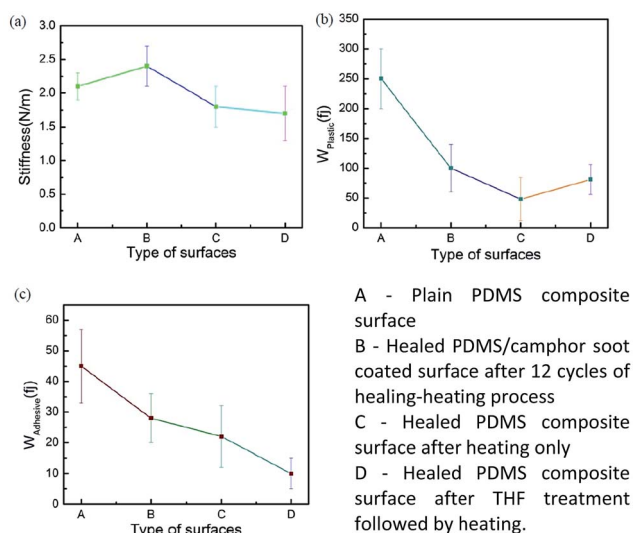 (a)
3.0
2.5
2.0
1.5
1.0
0.5
0.0
Stiffness(N/m)
A B C D
Type of surfaces
(b)
350
300
250
200
150
100
50
0
W_Plastic(fj)
A B C D
Type of surfaces
(c)
60
50
40
30
20
10
0
W_Adhesive(fj)
A B C D
Type of surfaces
A - Plain PDMS composite
surface
B - Healed PDMS/camphor soot
coated surface after 12 cycles of
healing-heating process
C - Healed PDMS composite
surface after heating only
D - Healed PDMS composite
surface after THF treatment
followed by heating.